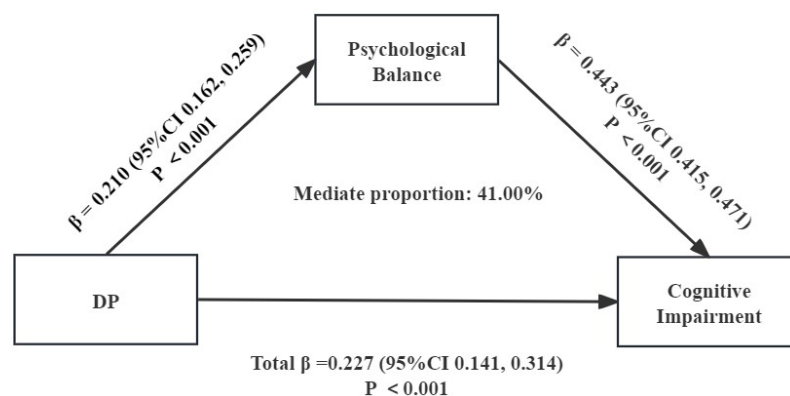 Psychological
Balance
β = 0.210 (95%CI 0.162, 0.259)
P < 0.001
β = 0.443 (95%CI 0.415, 0.471)
P < 0.001
Mediate proportion: 41.00%
DP
Cognitive
Impairment
Total β =0.227 (95%CI 0.141, 0.314)
P < 0.001